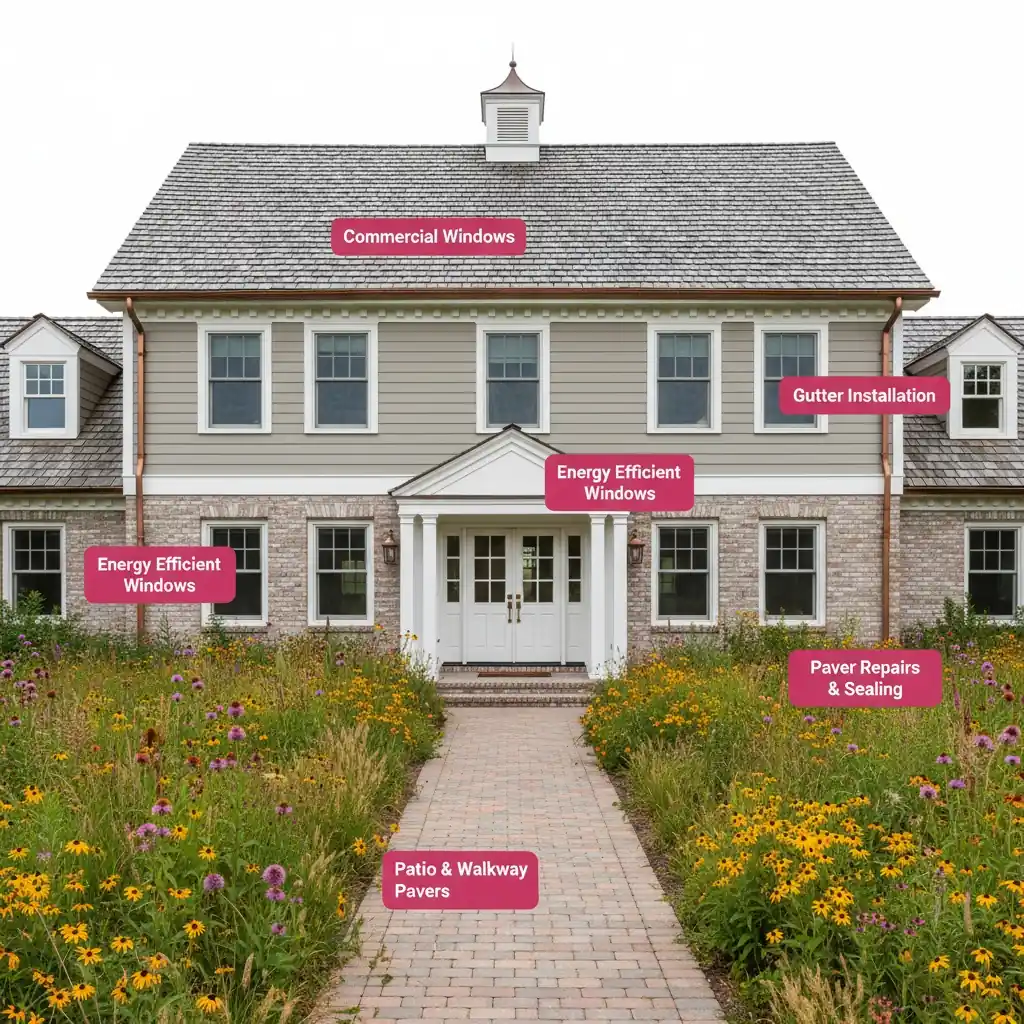 Commercial Windows
Gutter Installation
Energy Efficient
Windows
Energy Efficient
Windows
Paver Repairs
& Sealing
Patio & Walkway
Pavers